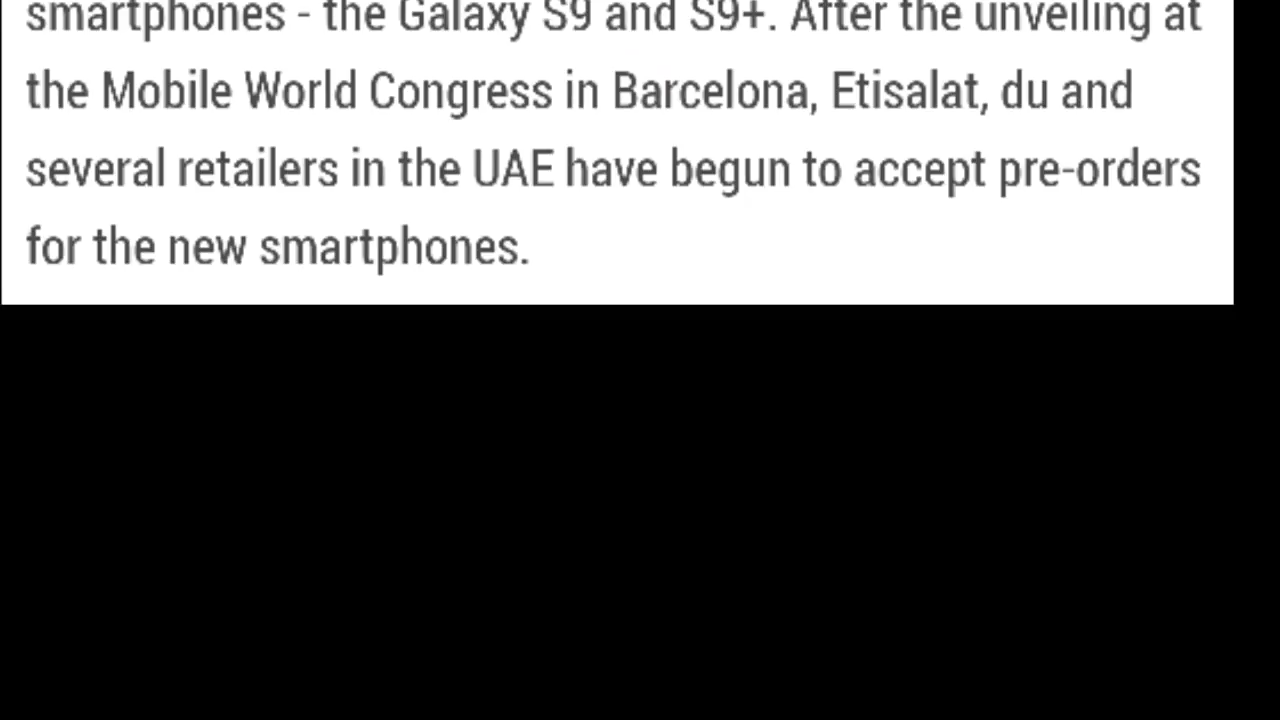 smartphones - the Galaxy S9 and S9+. After the unveiling at
the Mobile World Congress in Barcelona, Etisalat, du and
several retailers in the UAE have begun to accept pre-orders
for the new smartphones.